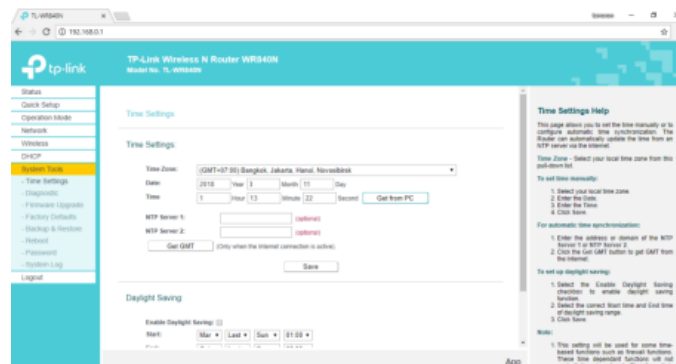 TL-WR840N
192.168.0.1
tp-link
TP-Link Wireless N Router WR840N
Model No. TL-WR840N
Status
Quick Setup
Operation Mode
Network
Wireless
DHCP
System Tools
- Time Settings
- Diagnostic
- Firmware Upgrade
- Factory Defaults
- Backup & Restore
- Reboot
- Password
- System Log
Logout
Time Settings
Time Settings
Time Zone: (GMT+07:00) Bangkok, Jakarta, Hanoi, Novosibirsk
Date: 2018 Year 3 Month 11 Day
Time 1 Hour 13 Minute 22 Second Get from PC
NTP Server 1: (optional)
NTP Server 2: (optional)
Get GMT (Only when the Internet connection is active)
Save
Daylight Saving:
Enable Daylight Saving:
Start: Mar Last Sun 01:00
Time Settings Help
This page allows you to set the time manually or to
configure automatic time synchronization. The
Router can automatically update the time from an
NTP server via the Internet.
Time Zone - Select your local time zone from this
pull-down list.
To set time manually:
1. Select your local time zone.
2. Enter the Date.
3. Enter the Time.
4. Click Save.
For automatic time synchronization:
1. Enter the address or domain of the NTP
Server 1 or NTP Server 2.
2. Click the Get GMT button to get GMT from
the Internet.
To set up daylight saving:
1. Select the Enable Daylight Saving
checkbox to enable daylight saving
function.
2. Select the correct Start time and End time
of daylight saving range.
3. Click Save.
Note:
1. This setting will be used for some time-
based functions such as firewall functions.
These time dependant functions will not